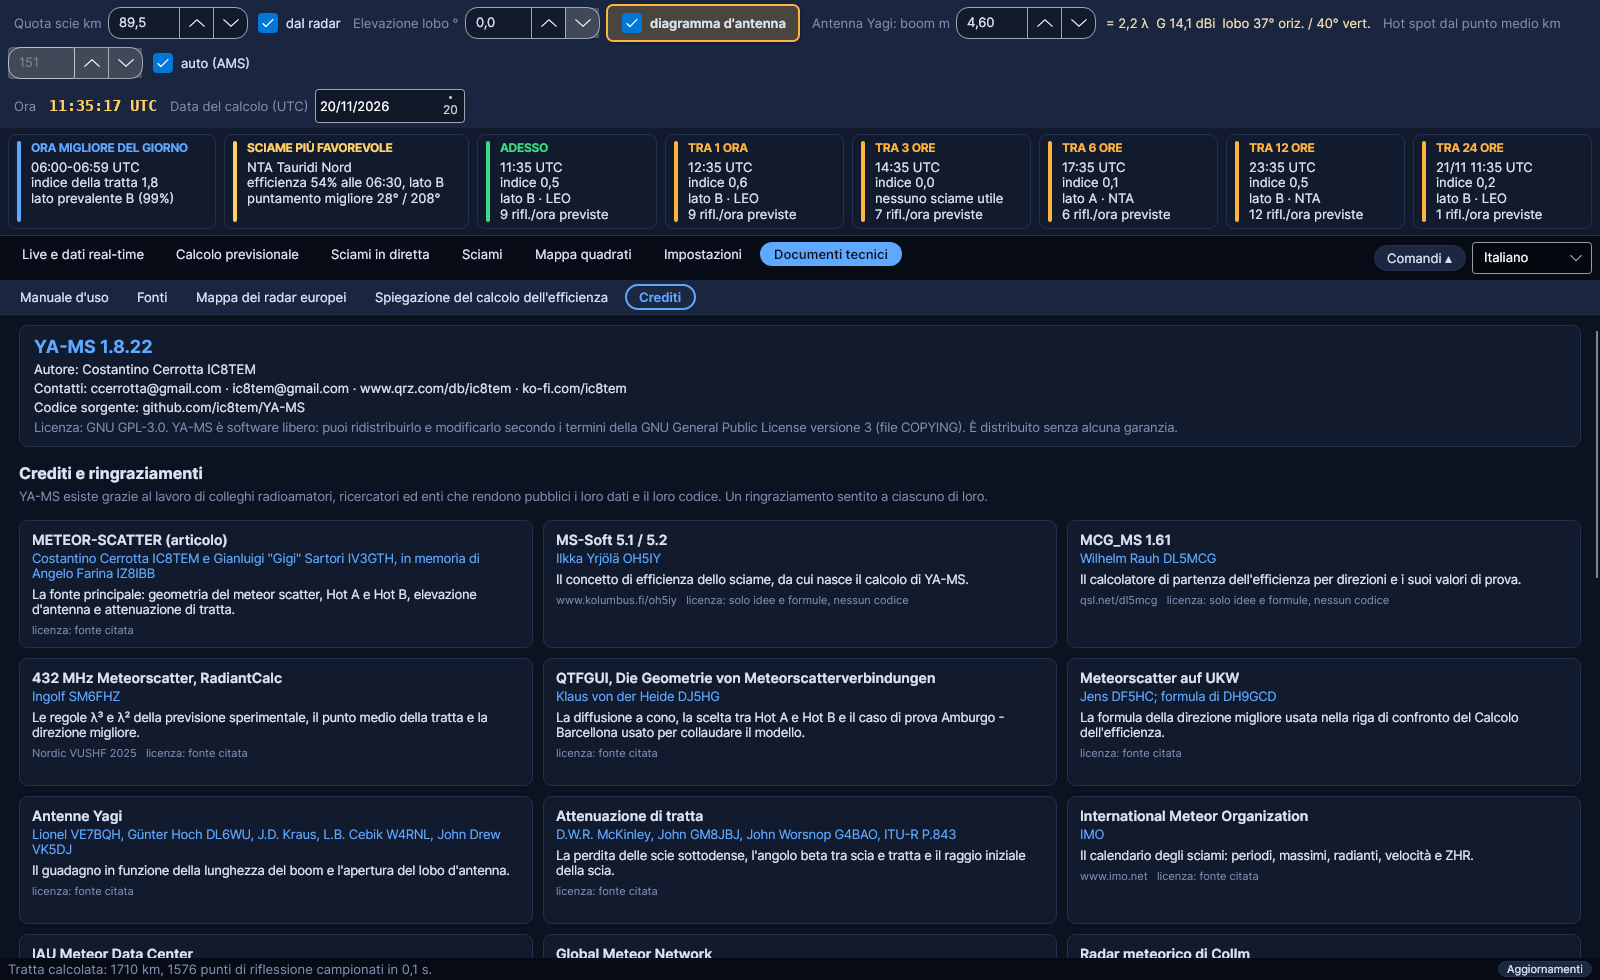 Quota scie km 89,5 dal radar Elevazione lobo ° 0,0 diagramma d'antenna Antenna Yagi: boom m 4,60 = 2,2 λ G 14,1 dBi lobo 37° oriz. / 40° vert. Hot spot dal punto medio km
151 auto (AMS)
Ora 11:35:17 UTC Data del calcolo (UTC) 20/11/2026 20
ORA MIGLIORE DEL GIORNO
06:00-06:59 UTC
indice della tratta 1,8
lato prevalente B (99%)
SCIAME PIÙ FAVOREVOLE
NTA Tauridi Nord
efficienza 54% alle 06:30, lato B
puntamento migliore 28° / 208°
ADESSO
11:35 UTC
indice 0,5
lato B · LEO
9 rifl./ora previste
TRA 1 ORA
12:35 UTC
indice 0,6
lato B · LEO
9 rifl./ora previste
TRA 3 ORE
14:35 UTC
indice 0,0
nessuno sciame utile
7 rifl./ora previste
TRA 6 ORE
17:35 UTC
indice 0,1
lato A · NTA
6 rifl./ora previste
TRA 12 ORE
23:35 UTC
indice 0,5
lato B · NTA
12 rifl./ora previste
TRA 24 ORE
21/11 11:35 UTC
indice 0,2
lato B · LEO
1 rifl./ora previste
Live e dati real-time Calcolo previsionale Sciami in diretta Sciami Mappa quadrati Impostazioni Documenti tecnici Comandi ▴ Italiano
Manuale d'uso Fonti Mappa dei radar europei Spiegazione del calcolo dell'efficienza Crediti
YA-MS 1.8.22
Autore: Costantino Cerrotta IC8TEM
Contatti: ccerrotta@gmail.com · ic8tem@gmail.com · www.qrz.com/db/ic8tem · ko-fi.com/ic8tem
Codice sorgente: github.com/ic8tem/YA-MS
Licenza: GNU GPL-3.0. YA-MS è software libero: puoi ridistribuirlo e modificarlo secondo i termini della GNU General Public License versione 3 (file COPYING). È distribuito senza alcuna garanzia.
Crediti e ringraziamenti
YA-MS esiste grazie al lavoro di colleghi radioamatori, ricercatori ed enti che rendono pubblici i loro dati e il loro codice. Un ringraziamento sentito a ciascuno di loro.
METEOR-SCATTER (articolo)
Costantino Cerrotta IC8TEM e Gianluigi "Gigi" Sartori IV3GTH, in memoria di
Angelo Farina IZ8IBB
La fonte principale: geometria del meteor scatter, Hot A e Hot B, elevazione
d'antenna e attenuazione di tratta.
licenza: fonte citata
MS-Soft 5.1 / 5.2
Ilkka Yrjölä OH5IY
Il concetto di efficienza dello sciame, da cui nasce il calcolo di YA-MS.
www.kolumbus.fi/oh5iy licenza: solo idee e formule, nessun codice
MCG_MS 1.61
Wilhelm Rauh DL5MCG
Il calcolatore di partenza dell'efficienza per direzioni e i suoi valori di prova.
qsl.net/dl5mcg licenza: solo idee e formule, nessun codice
432 MHz Meteorscatter, RadiantCalc
Ingolf SM6FHZ
Le regole λ³ e λ² della previsione sperimentale, il punto medio della tratta e la
direzione migliore.
Nordic VUSHF 2025 licenza: fonte citata
QTFGUI, Die Geometrie von Meteorscatterverbindungen
Klaus von der Heide DJ5HG
La diffusione a cono, la scelta tra Hot A e Hot B e il caso di prova Amburgo -
Barcellona usato per collaudare il modello.
licenza: fonte citata
Meteorscatter auf UKW
Jens DF5HC; formula di DH9GCD
La formula della direzione migliore usata nella riga di confronto del Calcolo
dell'efficienza.
licenza: fonte citata
Antenne Yagi
Lionel VE7BQH, Günter Hoch DL6WU, J.D. Kraus, L.B. Cebik W4RNL, John Drew
VK5DJ
Il guadagno in funzione della lunghezza del boom e l'apertura del lobo d'antenna.
licenza: fonte citata
Attenuazione di tratta
D.W.R. McKinley, John GM8JBJ, John Worsnop G4BAO, ITU-R P.843
La perdita delle scie sottodense, l'angolo beta tra scia e tratta e il raggio iniziale
della scia.
licenza: fonte citata
International Meteor Organization
IMO
Il calendario degli sciami: periodi, massimi, radianti, velocità e ZHR.
www.imo.net licenza: fonte citata
IAU Meteor Data Center
Global Meteor Network
Radar meteorico di Collm
Tratta calcolata: 1710 km, 1576 punti di riflessione campionati in 0,1 s.
Aggiornamenti